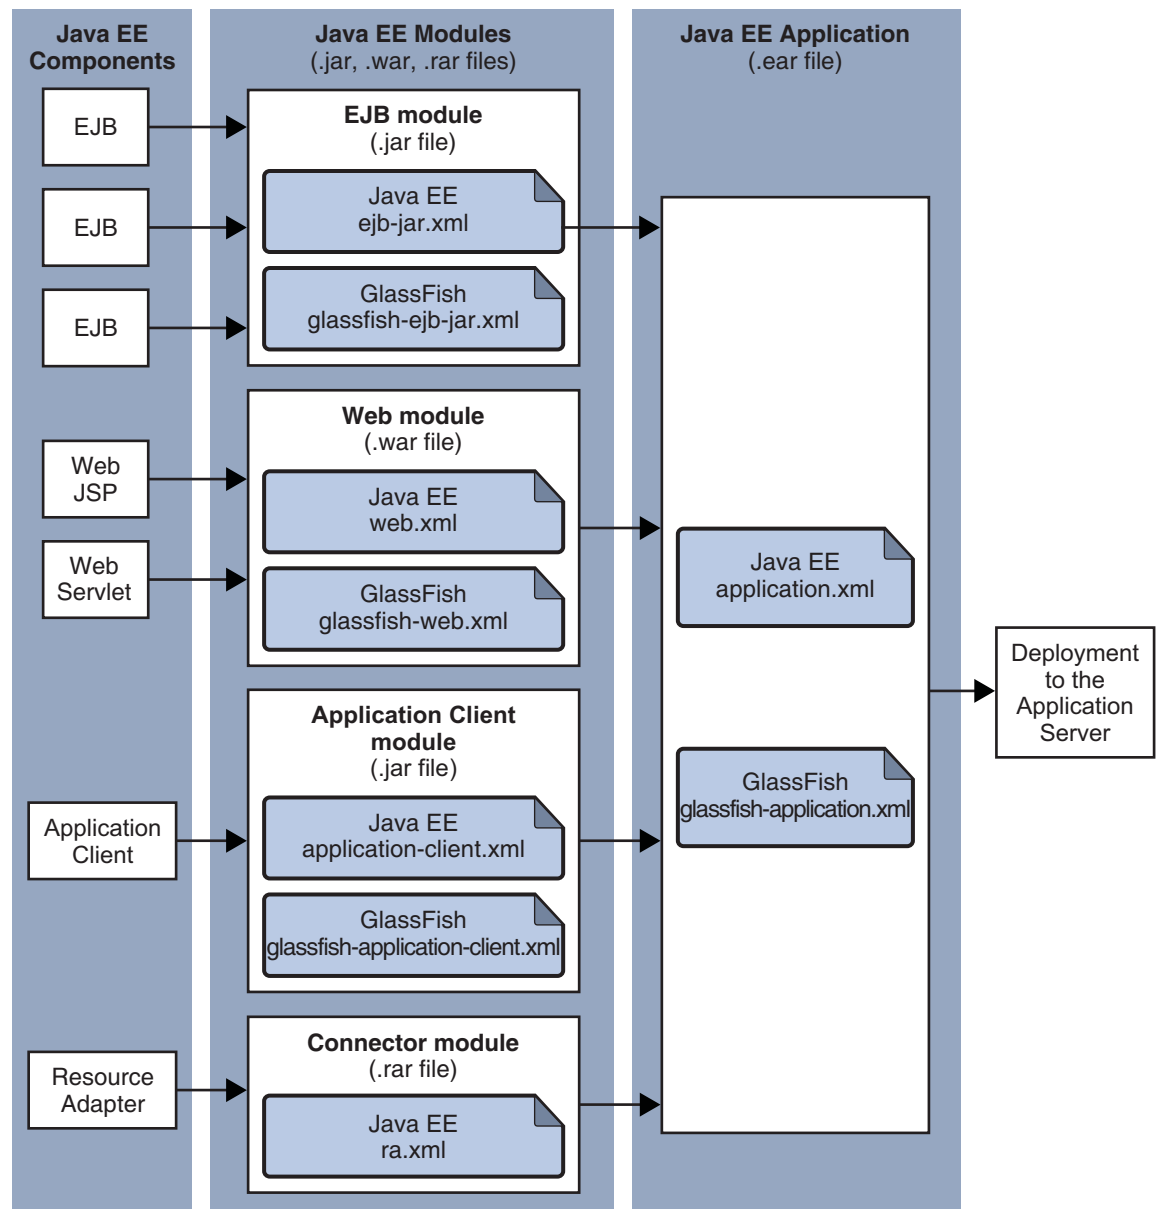 Java EE
Components
EJB
EJB
EJB
Web
JSP
Web
Servlet
Application
Client
Resource
Adapter
Java EE Modules
(.jar, .war, .rar files)
EJB module
(.jar file)
Java EE
ejb-jar.xml
GlassFish
glassfish-ejb-jar.xml
Web module
(.war file)
Java EE
web.xml
GlassFish
glassfish-web.xml
Application Client
module
(.jar file)
Java EE
application-client.xml
GlassFish
glassfish-application-client.xml
Connector module
(.rar file)
Java EE
ra.xml
Java EE Application
(.ear file)
Java EE
application.xml
GlassFish
glassfish-application.xml
Deployment
to the
Application
Server